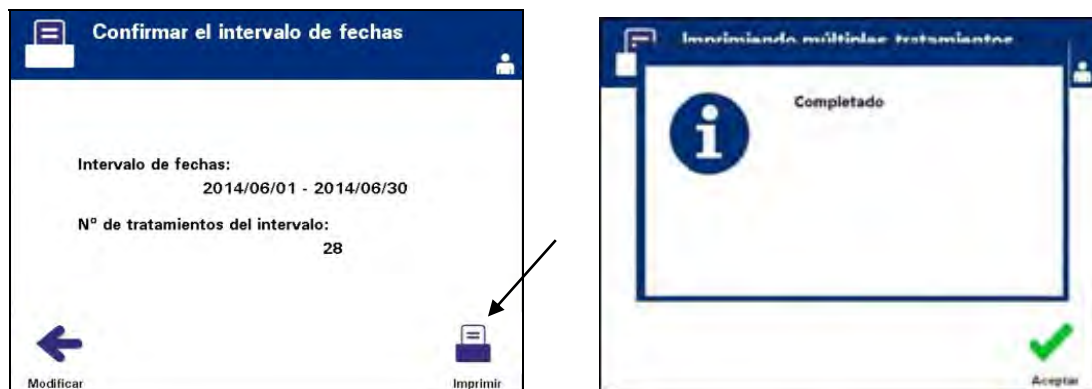 Confirmar el intervalo de fechas
Intervalo de fechas:
2014/06/01 - 2014/06/30
Nº de tratamientos del intervalo:
28
Modificar
Imprimir
Imprimiendo múltiples tratamientos
Completado
Aceptar